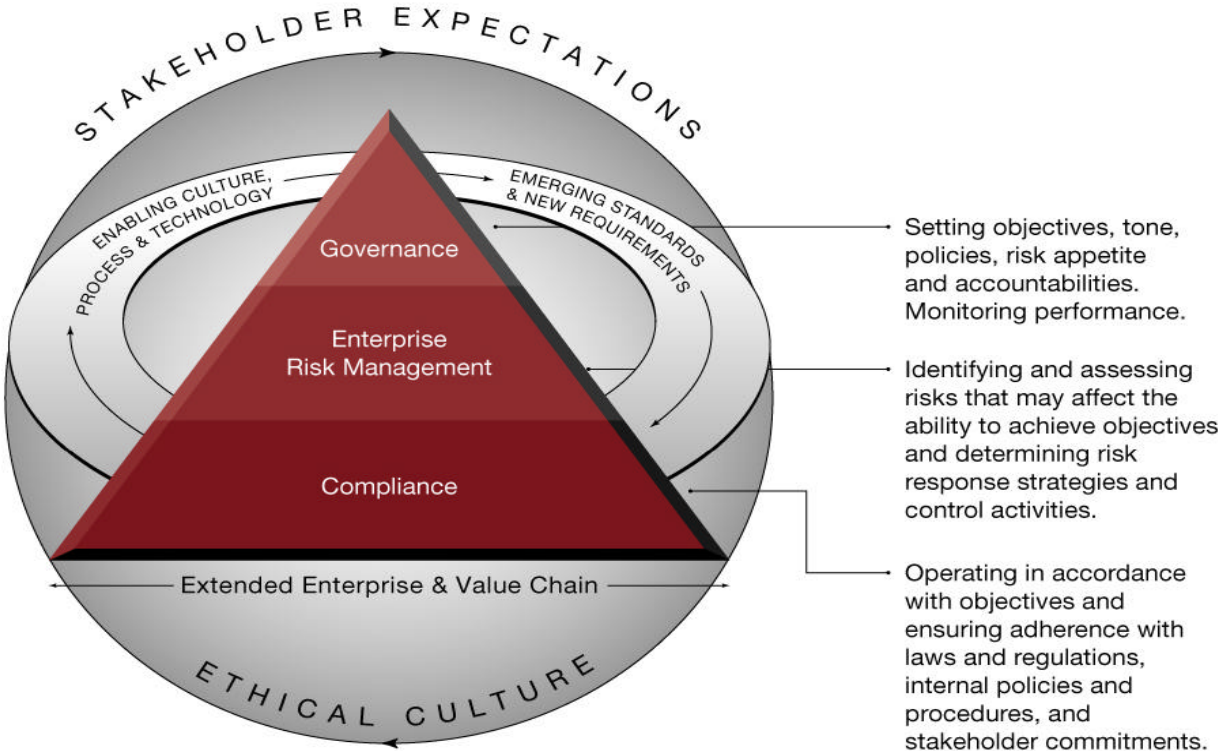 STAKEHOLDER EXPECTATIONS
ENABLING CULTURE,
PROCESS & TECHNOLOGY
EMERGING STANDARDS
& NEW REQUIREMENTS
Governance
Enterprise
Risk Management
Compliance
Extended Enterprise & Value Chain
ETHICAL CULTURE
Setting objectives, tone,
policies, risk appetite
and accountabilities.
Monitoring performance.
Identifying and assessing
risks that may affect the
ability to achieve objectives
and determining risk
response strategies and
control activities.
Operating in accordance
with objectives and
ensuring adherence with
laws and regulations,
internal policies and
procedures, and
stakeholder commitments.